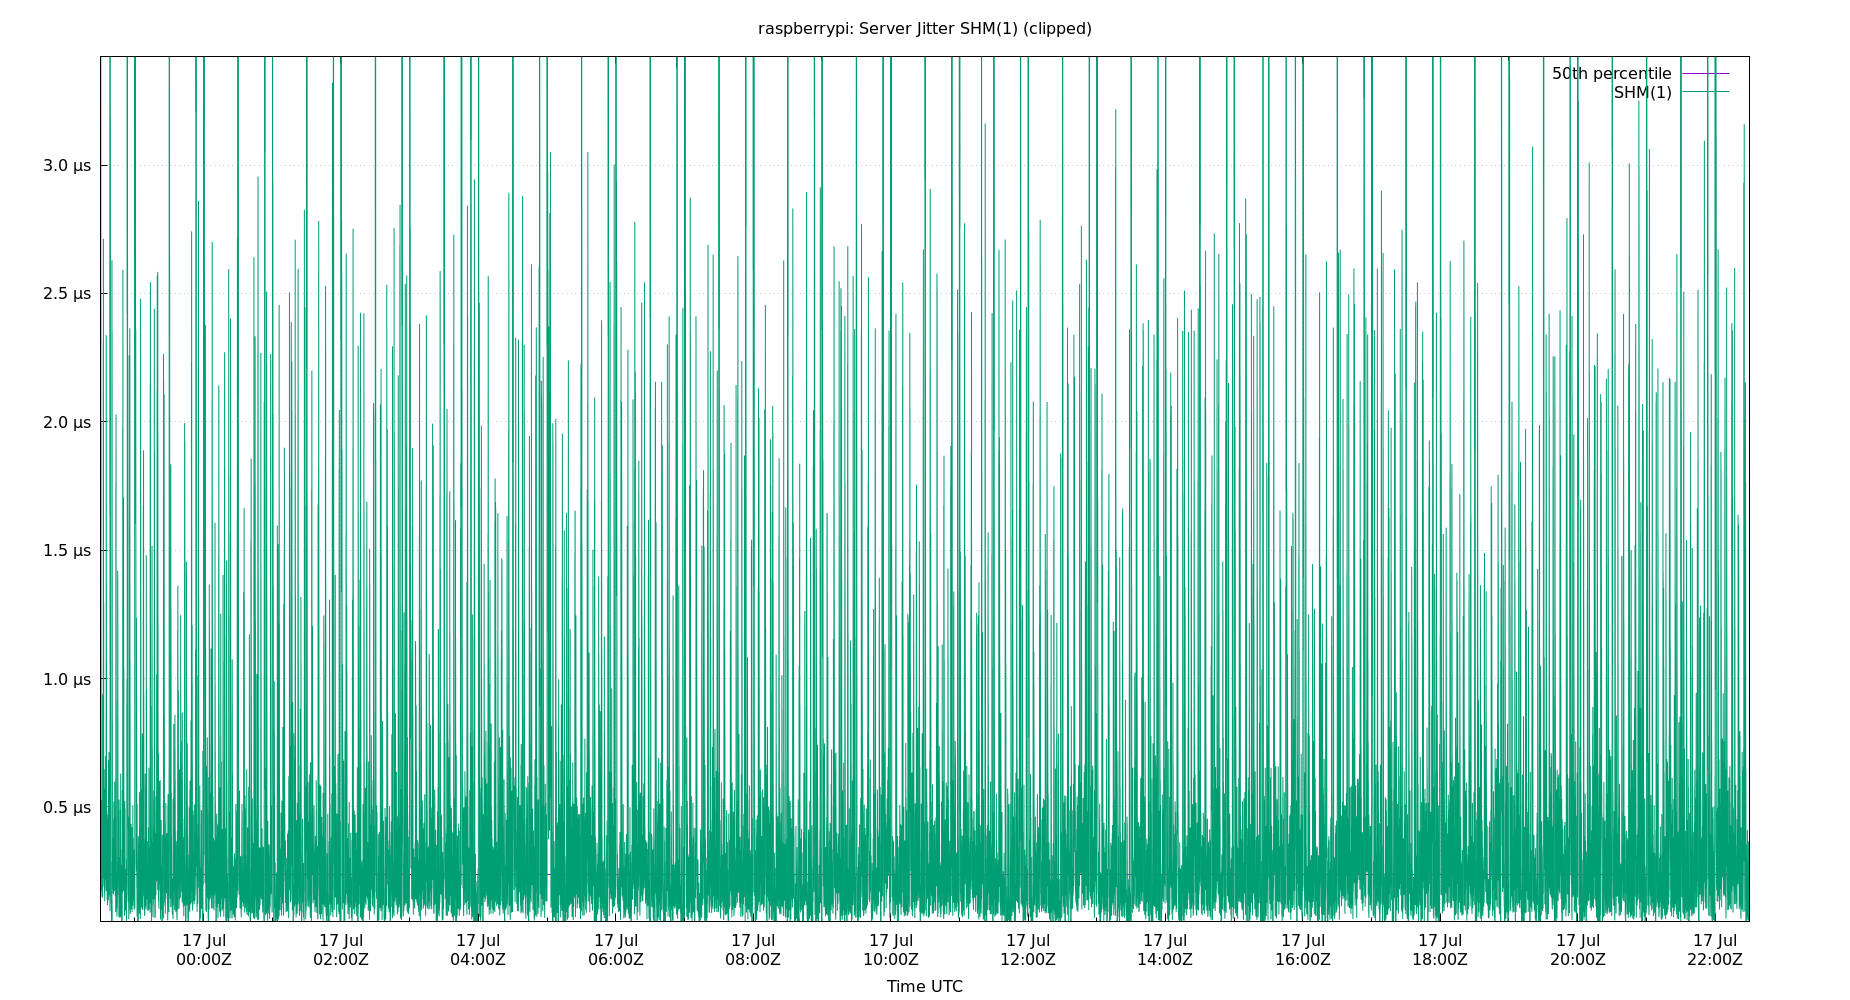 raspberrypi: Server Jitter SHM(1) (clipped)
50th percentile
SHM(1)
3.0 µs
2.5 µs
2.0 µs
1.5 µs
1.0 µs
0.5 µs
17 Jul 17 Jul 17 Jul 17 Jul 17 Jul 17 Jul 17 Jul 17 Jul 17 Jul 17 Jul 17 Jul 17 Jul
00:00Z 02:00Z 04:00Z 06:00Z 08:00Z 10:00Z 12:00Z 14:00Z 16:00Z 18:00Z 20:00Z 22:00Z
Time UTC